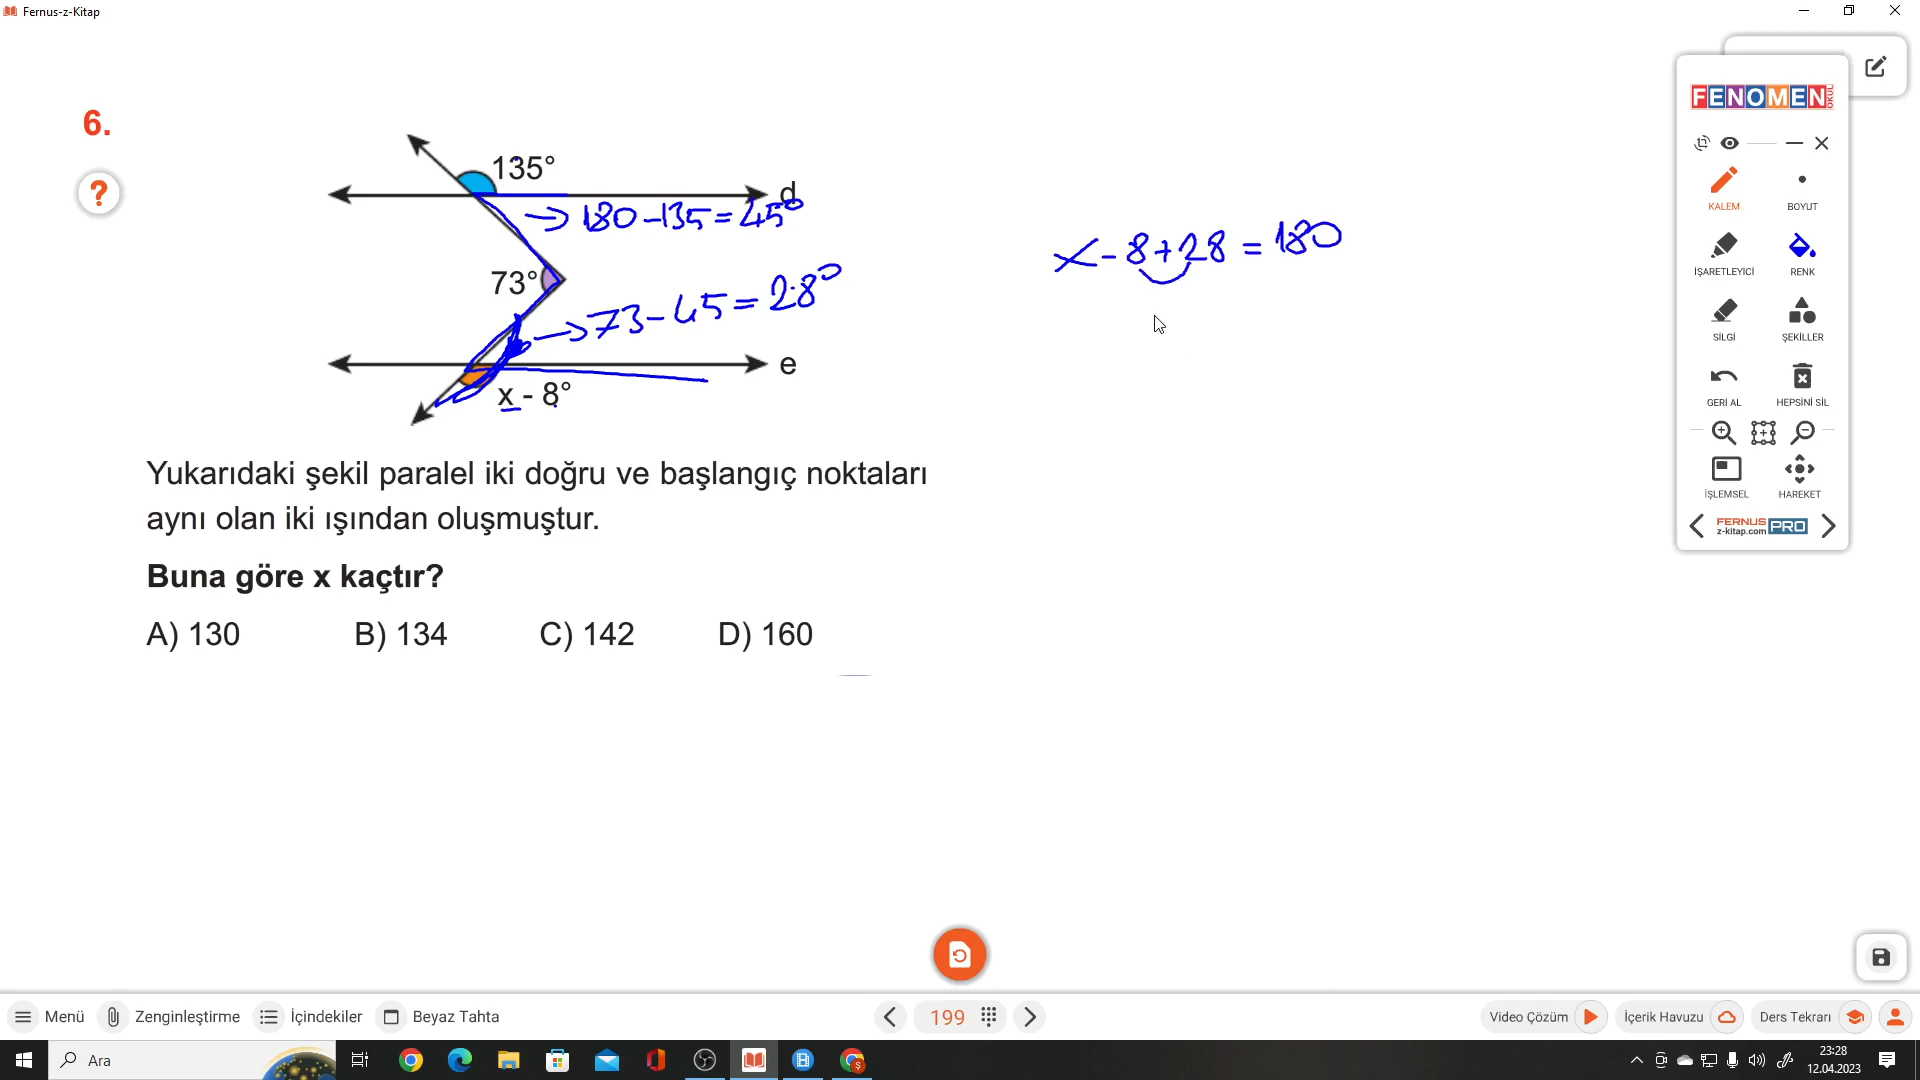 Fernus-z-Kitap
6.
?
135°
d
→ 180-135=45°
73°
→ 73-45=28°
e
x - 8°
x-8+28=180
Yukarıdaki şekil paralel iki doğru ve başlangıç noktaları
aynı olan iki ışından oluşmuştur.
Buna göre x kaçtır?
A) 130 B) 134 C) 142 D) 160
FENOMEN OKUL
KALEM BOYUT
İŞARETLEYİCİ RENK
SİLGİ ŞEKİLLER
GERİ AL HEPSİNİ SİL
İŞLEMSEL HAREKET
FERNUS
z-kitap.com PRO
Menü Zenginleştirme İçindekiler Beyaz Tahta 199 Video Çözüm İçerik Havuzu Ders Tekrarı
Ara
23:28
12.04.2023